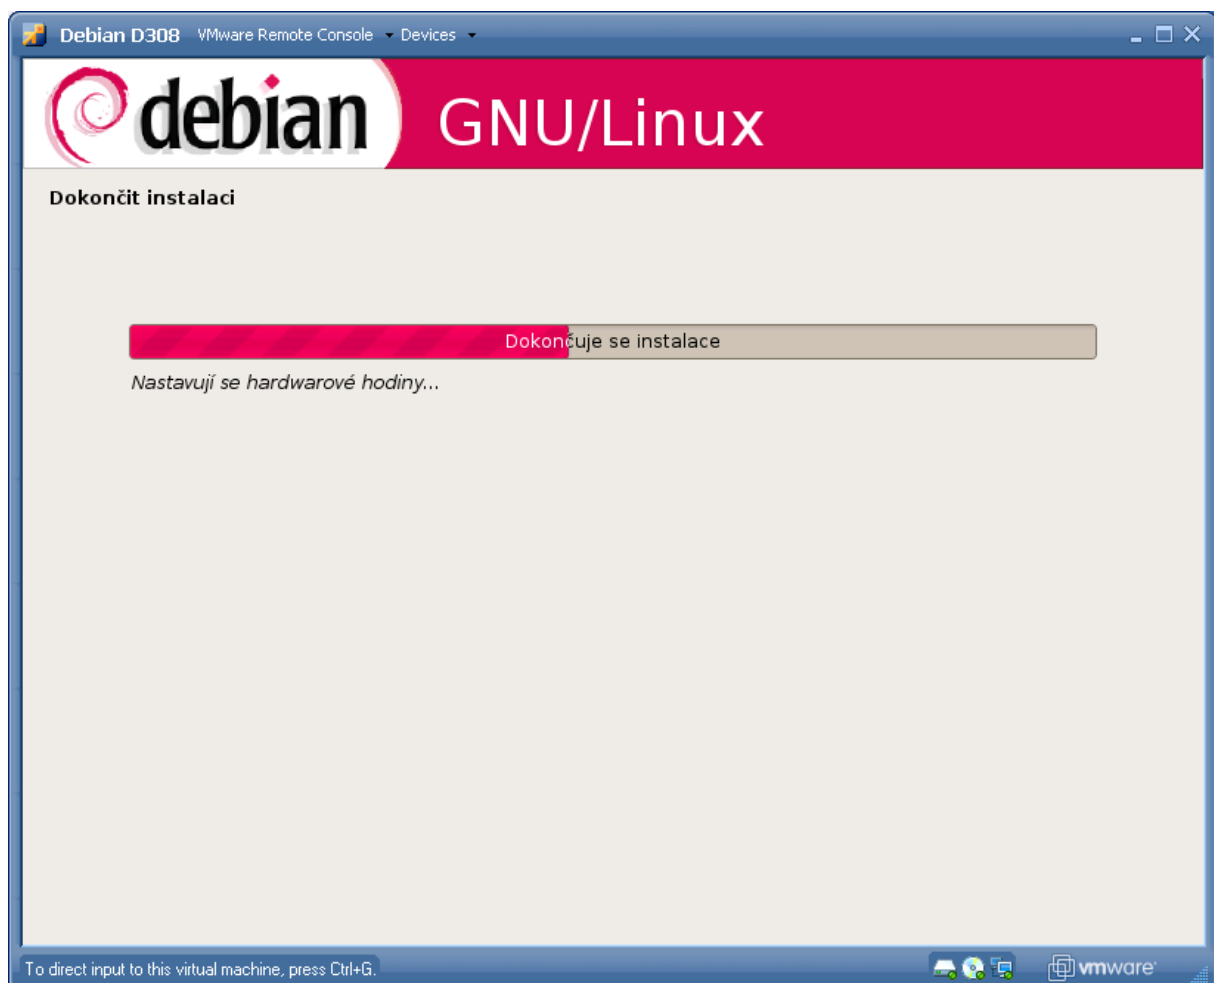 Debian D308 VMware Remote Console Devices
debian GNU/Linux
Dokončit instalaci
Dokončuje se instalace
Nastavují se hardwarové hodiny...
To direct input to this virtual machine, press Ctrl+G.
vmware